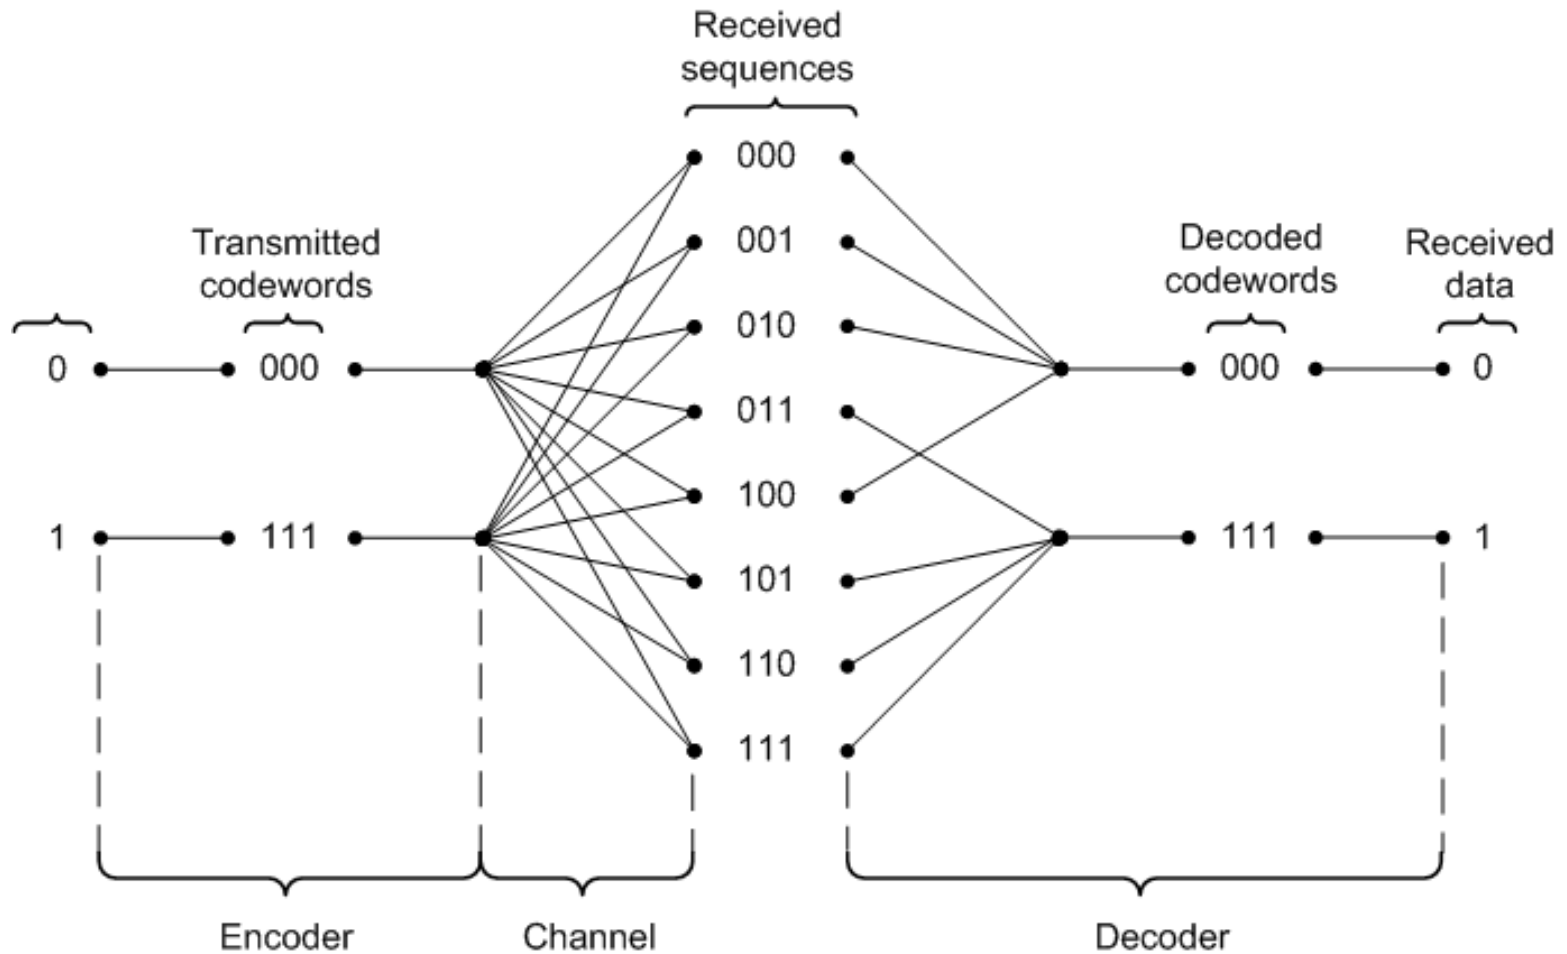 Received
sequences
000
001
Transmitted
codewords
Decoded
codewords
Received
data
010
0
000
000
0
011
100
1
111
111
1
101
110
111
Encoder
Channel
Decoder